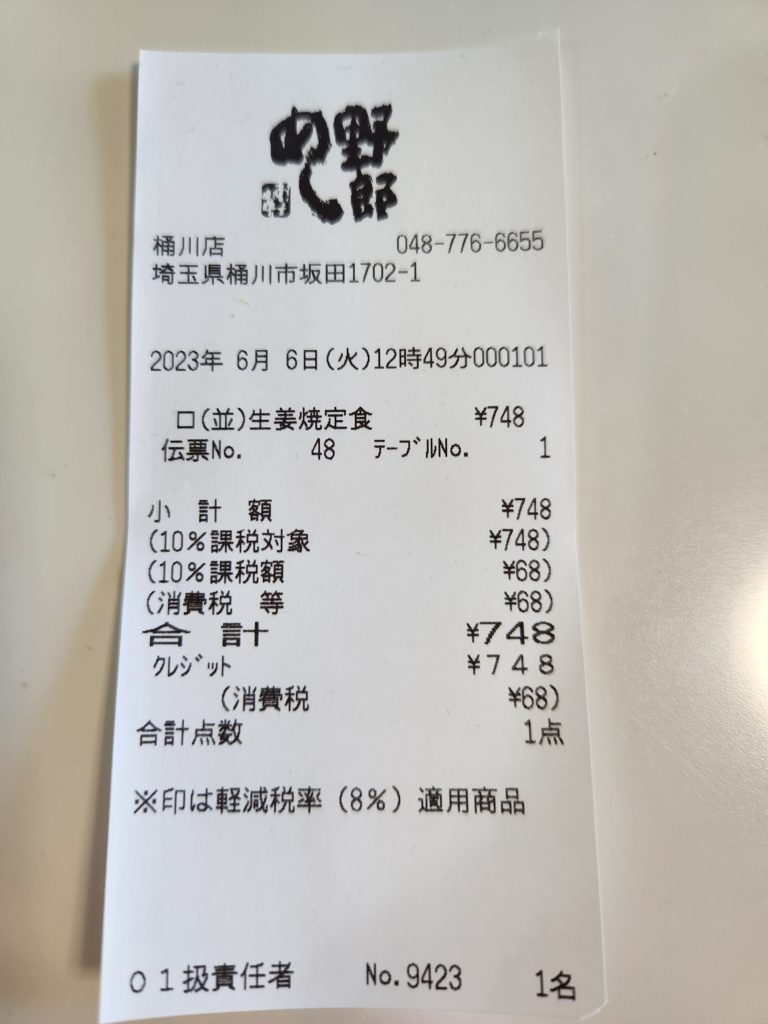 野郎
めし
桶川店 048-776-6655
埼玉県桶川市坂田1702-1
2023年 6月 6日(火)12時49分000101
ロ(並)生姜焼定食 ¥748
伝票No. 48 ﾃｰﾌﾞﾙNo. 1
小 計 額 ¥748
(10%課税対象 ¥748)
(10%課税額 ¥68)
(消費税 等 ¥68)
合 計 ¥748
ｸﾚｼﾞｯﾄ ¥748
(消費税 ¥68)
合計点数 1点
※印は軽減税率(8%)適用商品
01扱責任者 No.9423 1名